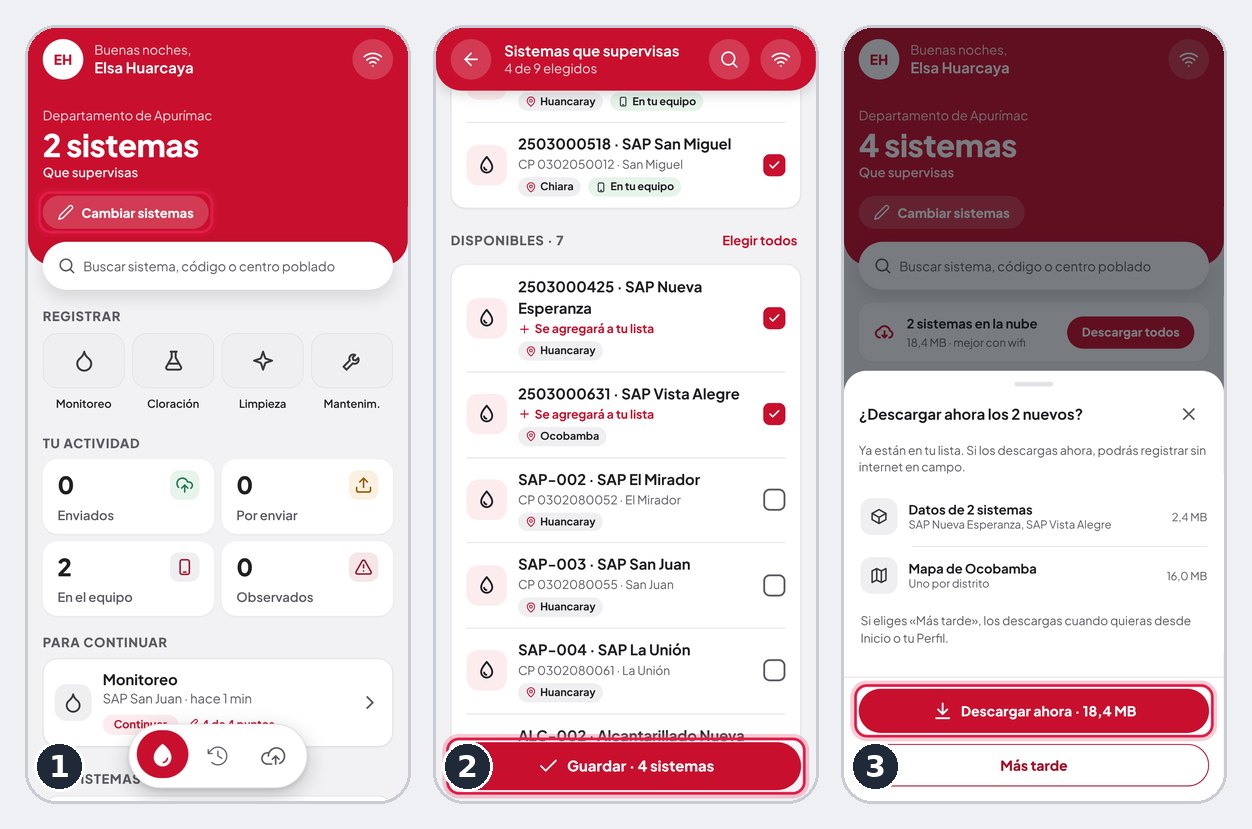 EH
Buenas noches,
Elsa Huarcaya
Departamento de Apurímac
2 sistemas
Que supervisas
Cambiar sistemas
Buscar sistema, código o centro poblado
REGISTRAR
Monitoreo
Cloración
Limpieza
Mantenim.
TU ACTIVIDAD
0
Enviados
0
Por enviar
2
En el equipo
0
Observados
PARA CONTINUAR
Monitoreo
SAP San Juan · hace 1 min
Continuar
4 de 4 puntos
1
Sistemas que supervisas
4 de 9 elegidos
Huancaray
En tu equipo
2503000518 · SAP San Miguel
CP 0302050012 · San Miguel
Chiara
En tu equipo
DISPONIBLES · 7
Elegir todos
2503000425 · SAP Nueva
Esperanza
+ Se agregará a tu lista
Huancaray
2503000631 · SAP Vista Alegre
+ Se agregará a tu lista
Ocobamba
SAP-002 · SAP El Mirador
CP 0302080052 · El Mirador
Huancaray
SAP-003 · SAP San Juan
CP 0302080055 · San Juan
Huancaray
SAP-004 · SAP La Unión
CP 0302080061 · La Unión
Huancaray
ALC-002 · Alcantarillado Nueva
Guardar · 4 sistemas
2
EH
Buenas noches,
Elsa Huarcaya
Departamento de Apurímac
4 sistemas
Que supervisas
Cambiar sistemas
Buscar sistema, código o centro poblado
2 sistemas en la nube
18,4 MB · mejor con wifi
Descargar todos
¿Descargar ahora los 2 nuevos?
Ya están en tu lista. Si los descargas ahora, podrás registrar sin
internet en campo.
Datos de 2 sistemas
SAP Nueva Esperanza, SAP Vista Alegre
2,4 MB
Mapa de Ocobamba
Uno por distrito
16,0 MB
Si eliges «Más tarde», los descargas cuando quieras desde
Inicio o tu Perfil.
Descargar ahora · 18,4 MB
Más tarde
3